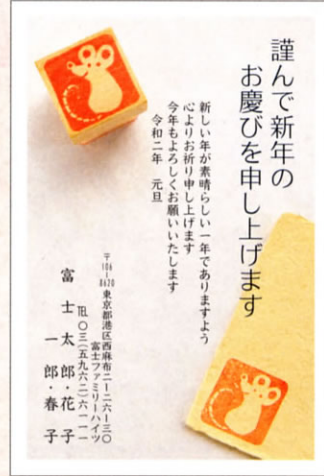 謹んで新年の
お慶びを申し上げます
新しい年が素晴らしい一年でありますよう
心よりお祈り申し上げます
今年もよろしくお願いいたします
令和二年　元旦
〒106-8620
東京都港区西麻布二ー二六ー三〇
富士ファミリーハイツ
℡〇三(五九六二)六一一一
富士太郎・花子
一郎・春子